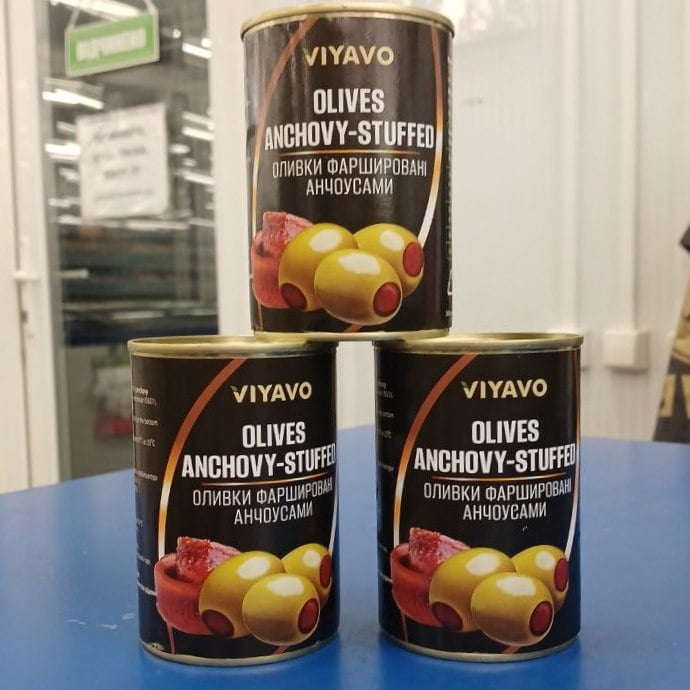 ВІДЧИНЕНО
VIYAVO
OLIVES
ANCHOVY-STUFFED
ОЛИВКИ ФАРШИРОВАНІ
АНЧОУСАМИ
VIYAVO
OLIVES
ANCHOVY-STUFFED
ОЛИВКИ ФАРШИРОВАНІ
АНЧОУСАМИ
VIYAVO
OLIVES
ANCHOVY-STUFFED
ОЛИВКИ ФАРШИРОВАНІ
АНЧОУСАМИ